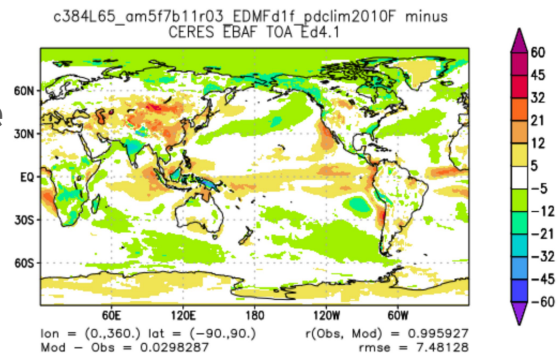 c384L65_am5f7b11r03_EDMFd1f_pdclim2010F minus
CERES EBAF TOA Ed4.1
60N
30N
EQ
30S
60S
60E 120E 180 120W 60W
60
45
32
21
12
5
−5
−12
−21
−32
−45
−60
lon = (0.,360.) lat = (−90.,90.) r(Obs, Mod) = 0.995927
Mod − Obs = 0.0298287 rmse = 7.48128